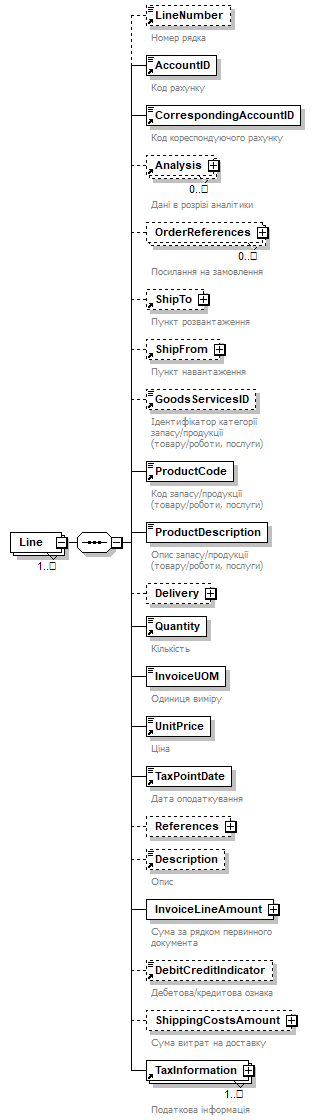 LineNumber
Номер рядка
AccountID
Код рахунку
CorrespondingAccountID
Код кореспондуючого рахунку
Analysis
0..
Дані в розрізі аналітики
OrderReferences
0..
Посилання на замовлення
ShipTo
Пункт розвантаження
ShipFrom
Пункт навантаження
GoodsServicesID
Ідентифікатор категорії
запасу/продукції
(товару/роботи, послуги)
ProductCode
Код запасу/продукції
(товару/роботи, послуги)
Line
1..
ProductDescription
Опис запасу/продукції
(товару/роботи, послуги)
Delivery
Quantity
Кількість
InvoiceUOM
Одиниця виміру
UnitPrice
Ціна
TaxPointDate
Дата оподаткування
References
Description
Опис
InvoiceLineAmount
Сума за рядком первинного
документа
DebitCreditIndicator
Дебетова/кредитова ознака
ShippingCostsAmount
Сума витрат на доставку
TaxInformation
1..
Податкова інформація